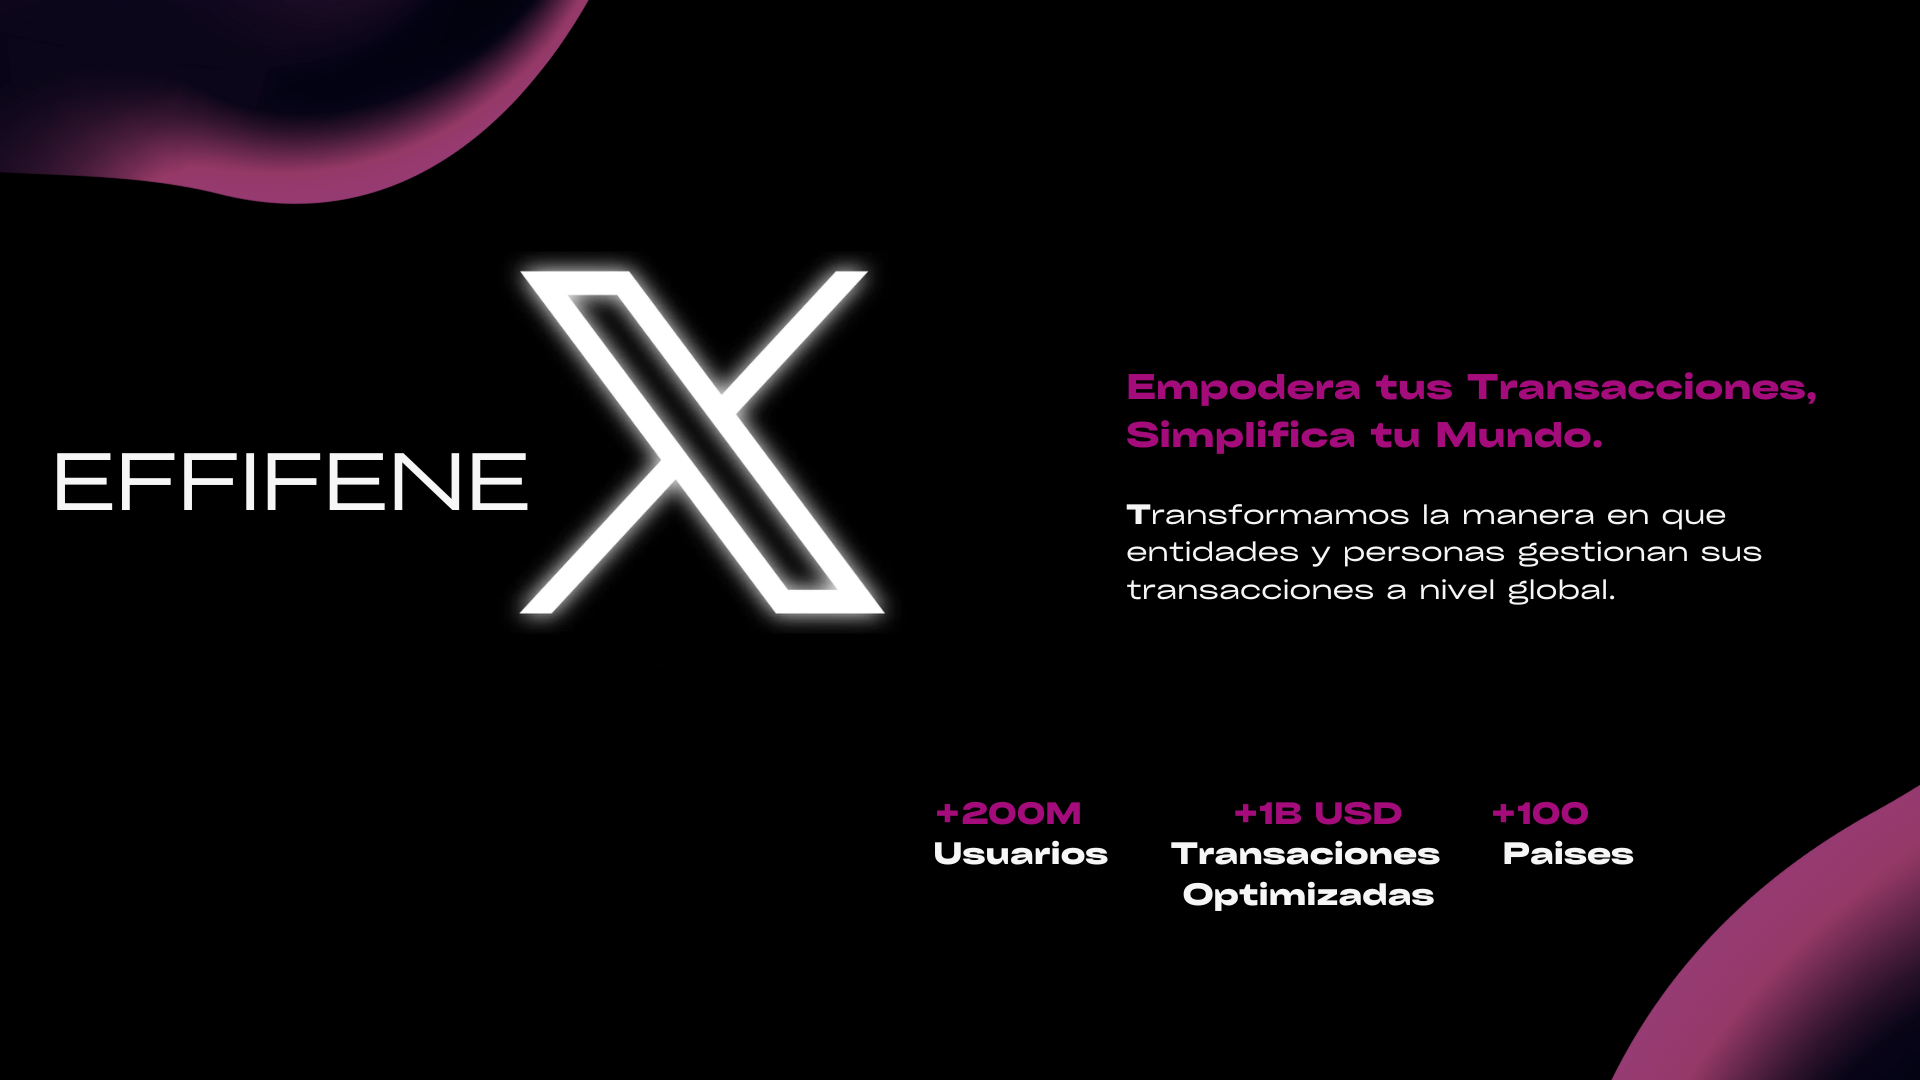 EFFIFENE X
Empodera tus Transacciones,
Simplifica tu Mundo.
Transformamos la manera en que
entidades y personas gestionan sus
transacciones a nivel global.
+200M
Usuarios
+1B USD
Transaciones
Optimizadas
+100
Paises